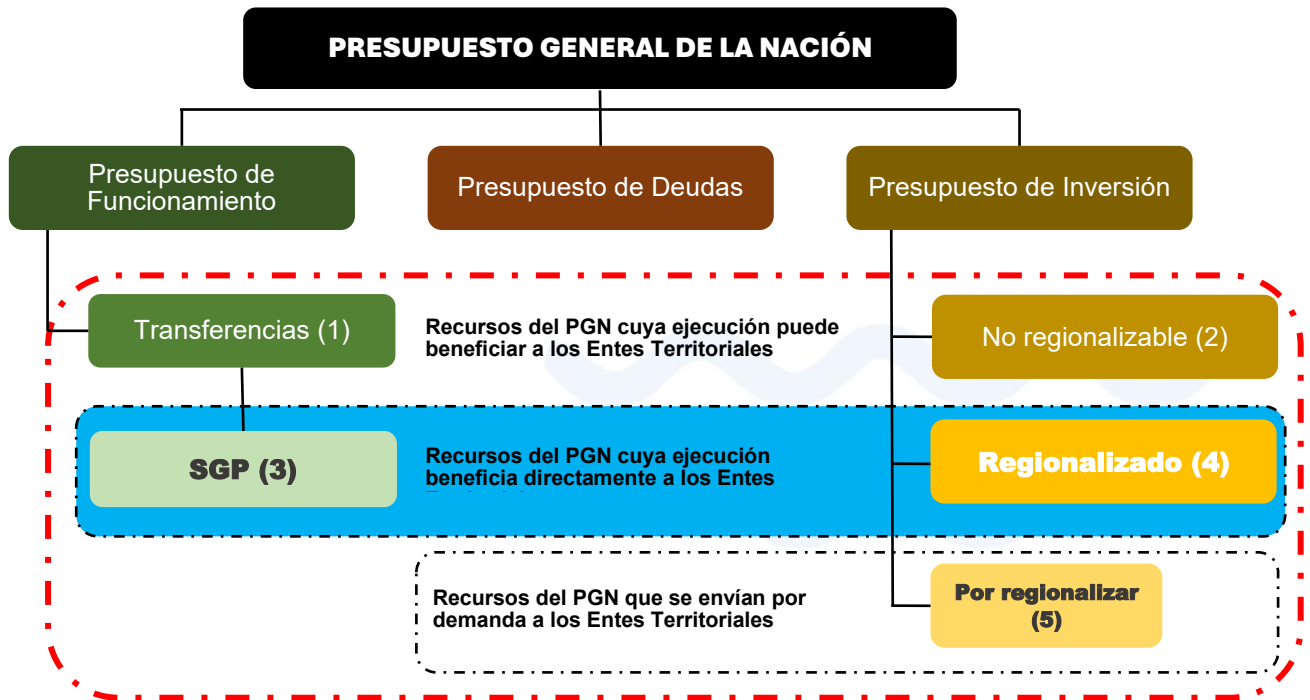 PRESUPUESTO GENERAL DE LA NACIÓN
Presupuesto de
Funcionamiento
Presupuesto de Deudas
Presupuesto de Inversión
Transferencias (1)
Recursos del PGN cuya ejecución puede
beneficiar a los Entes Territoriales
No regionalizable (2)
SGP (3)
Recursos del PGN cuya ejecución
beneficia directamente a los Entes
Regionalizado (4)
Recursos del PGN que se envían por
demanda a los Entes Territoriales
Por regionalizar
(5)